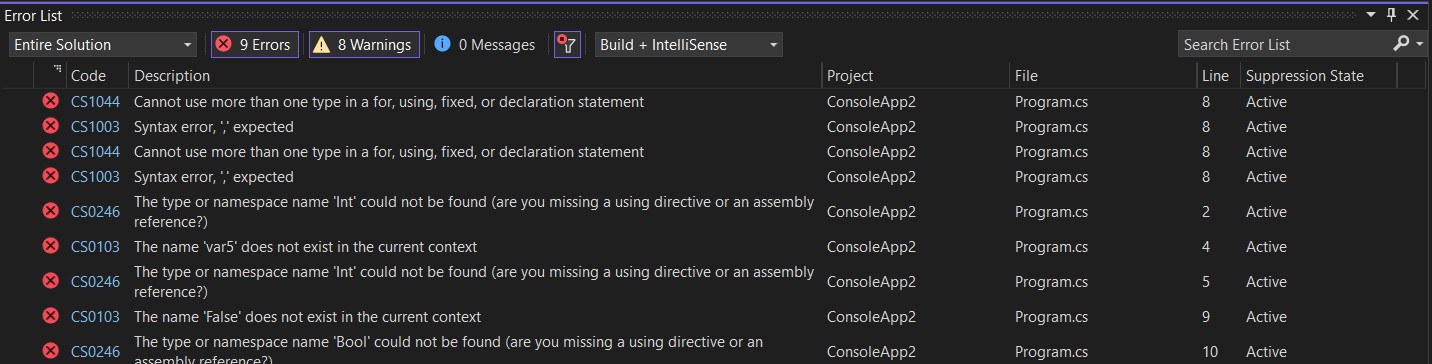 Error List
Entire Solution 9 Errors 8 Warnings 0 Messages Build + IntelliSense Search Error List
Code Description Project File Line Suppression State
CS1044 Cannot use more than one type in a for, using, fixed, or declaration statement ConsoleApp2 Program.cs 8 Active
CS1003 Syntax error, ',' expected ConsoleApp2 Program.cs 8 Active
CS1044 Cannot use more than one type in a for, using, fixed, or declaration statement ConsoleApp2 Program.cs 8 Active
CS1003 Syntax error, ',' expected ConsoleApp2 Program.cs 8 Active
CS0246 The type or namespace name 'Int' could not be found (are you missing a using directive or an assembly
reference?) ConsoleApp2 Program.cs 2 Active
CS0103 The name 'var5' does not exist in the current context ConsoleApp2 Program.cs 4 Active
CS0246 The type or namespace name 'Int' could not be found (are you missing a using directive or an assembly
reference?) ConsoleApp2 Program.cs 5 Active
CS0103 The name 'False' does not exist in the current context ConsoleApp2 Program.cs 9 Active
CS0246 The type or namespace name 'Bool' could not be found (are you missing a using directive or an
assembly reference?) ConsoleApp2 Program.cs 10 Active